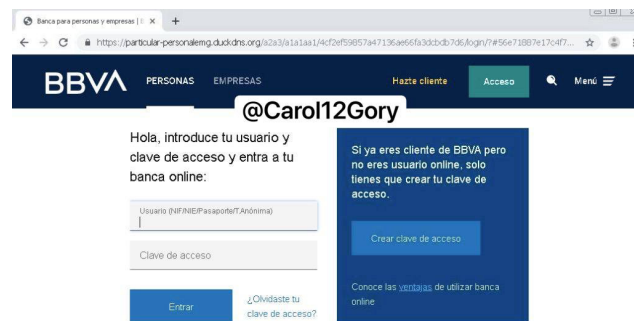 Banca para personas y empresas |
https://particular-personalemg.duckdns.org/a2a3/a1a1aa1/4cf2ef59857a47136ae66fa3dcbdb7d6/login/?#56e71887e17c4f7...
BBVA PERSONAS EMPRESAS Hazte cliente Acceso Menú
@Carol12Gory
Hola, introduce tu usuario y
clave de acceso y entra a tu
banca online:
Usuario (NIF/NIE/Pasaporte/T.Anónima)
Clave de acceso
Entrar
¿Olvidaste tu
clave de acceso?
Si ya eres cliente de BBVA pero
no eres usuario online, solo
tienes que crear tu clave de
acceso.
Crear clave de acceso
Conoce las ventajas de utilizar banca
online